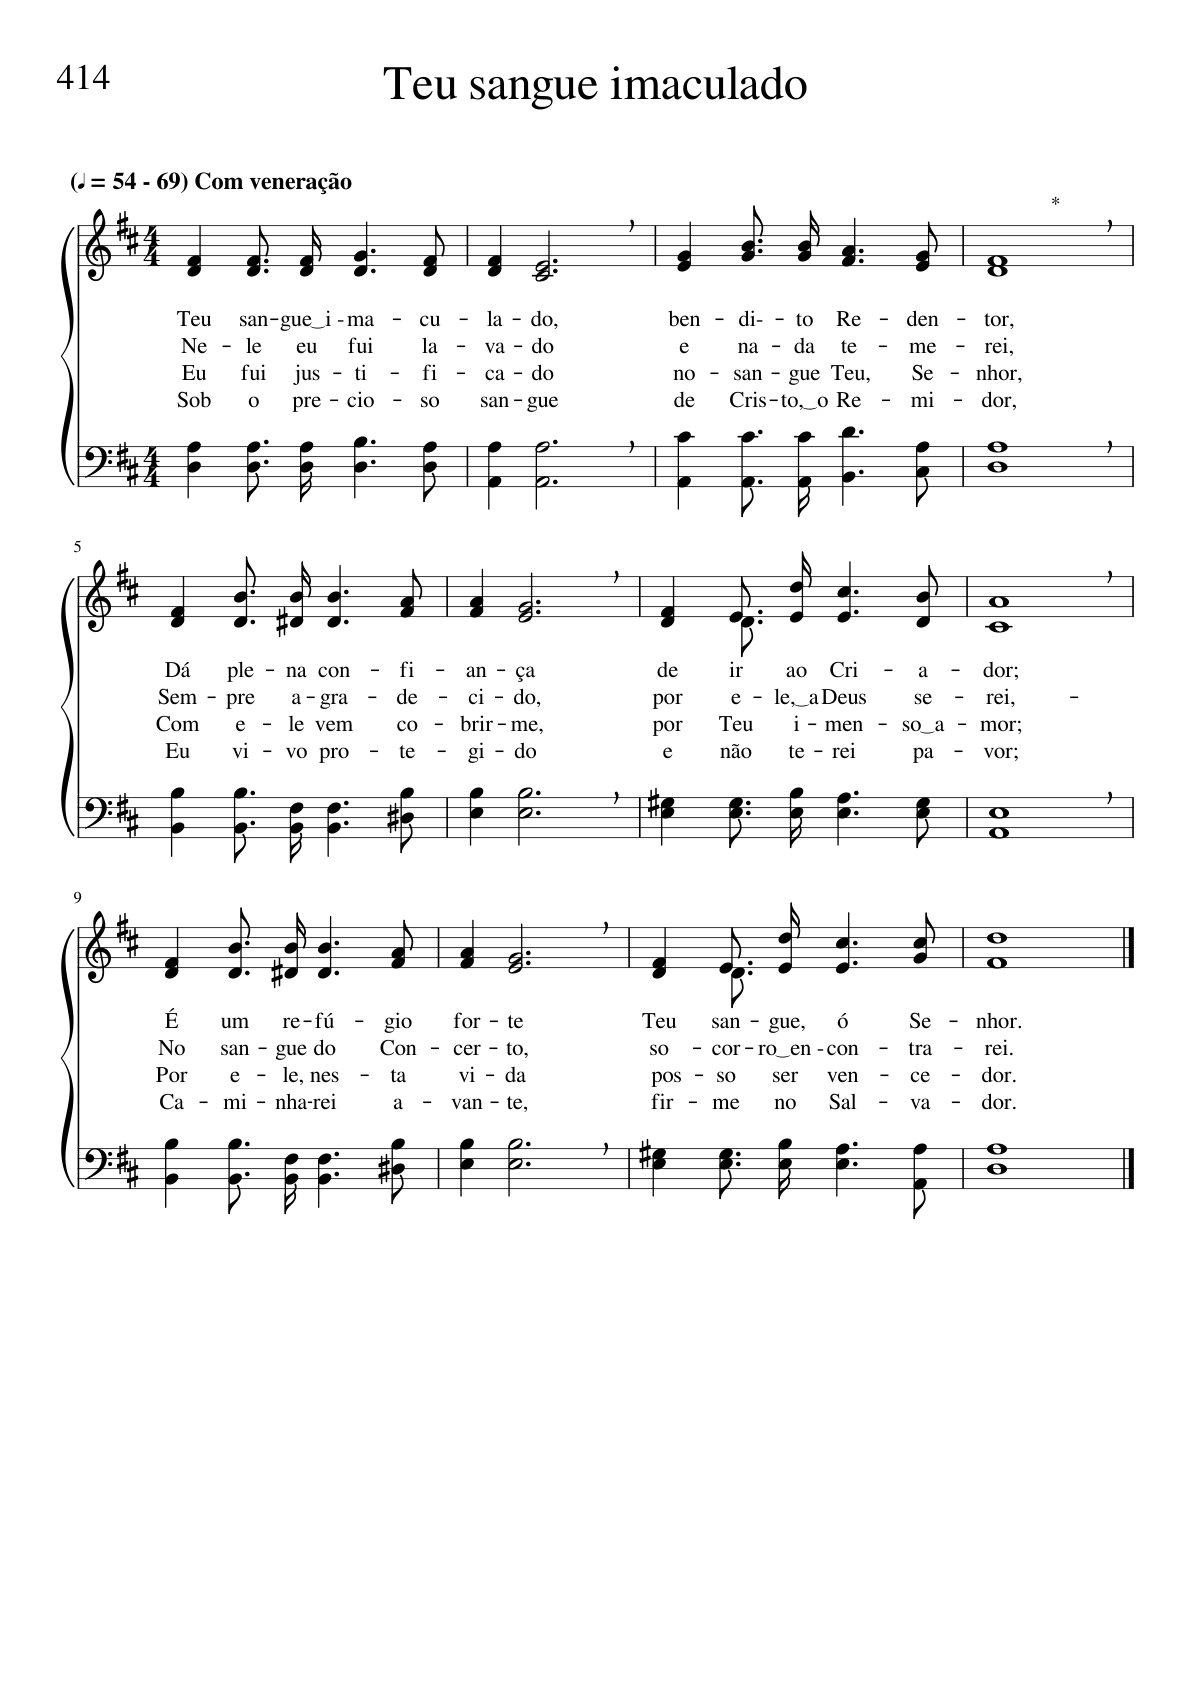 414
Teu sangue imaculado
(♩ = 54 - 69) Com veneração
*
Teu san-gue‿i-ma-cu-la-do, ben-di--to Re-den-tor,
Ne-le eu fui la-va-do e na-da te-me-rei,
Eu fui jus-ti-fi-ca-do no-san-gue Teu, Se-nhor,
Sob o pre-cio-so san-gue de Cris-to,‿o Re-mi-dor,
5
Dá ple-na con-fi-an-ça de ir ao Cri-a-dor;
Sem-pre a-gra-de-ci-do, por e-le,‿a Deus se-rei,-
Com e-le vem co-brir-me, por Teu i-men-so‿a-mor;
Eu vi-vo pro-te-gi-do e não te-rei pa-vor;
9
É um re-fú-gio for-te Teu san-gue, ó Se-nhor.
No san-gue do Con-cer-to, so-cor-ro‿en-con-tra-rei.
Por e-le, nes-ta vi-da pos-so ser ven-ce-dor.
Ca-mi-nha-rei a-van-te, fir-me no Sal-va-dor.